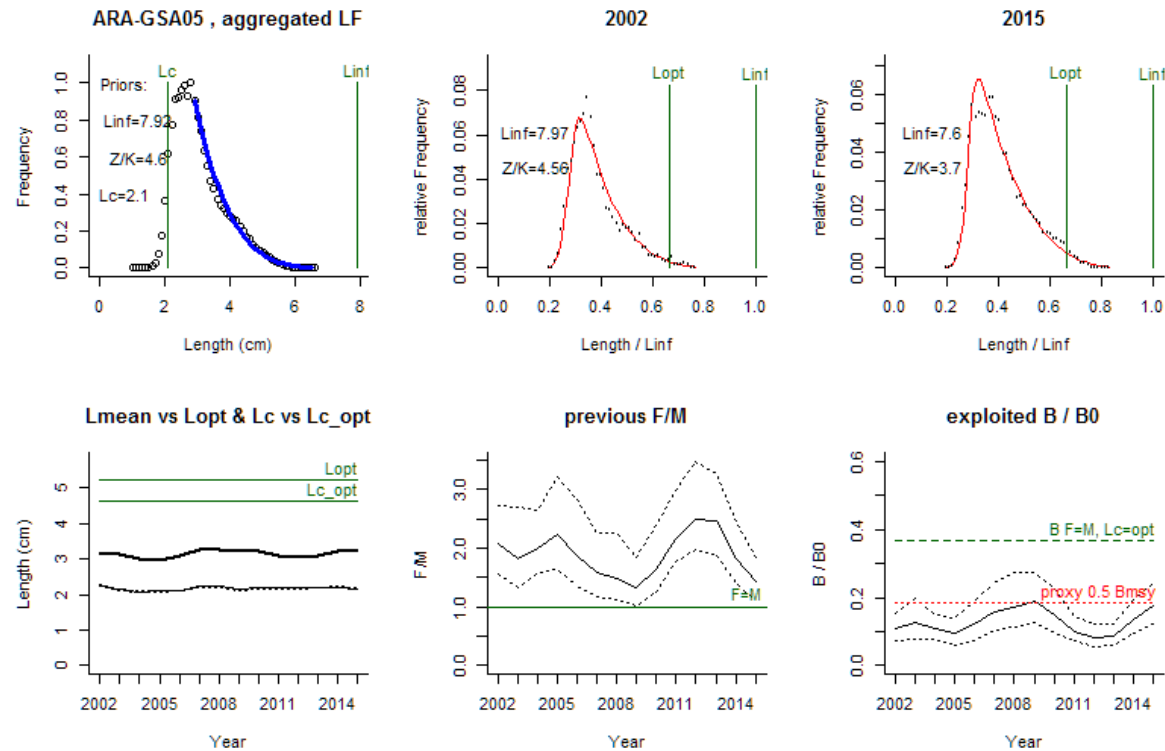 ARA-GSA05 , aggregated LF
Frequency
0.0 0.2 0.4 0.6 0.8 1.0
Lc
Linf
Priors:
Linf=7.92
Z/K=4.6
Lc=2.1
0 2 4 6 8
Length (cm)
2002
relative Frequency
0.00 0.02 0.04 0.06 0.08
Lopt
Linf
Linf=7.97
Z/K=4.56
0.0 0.2 0.4 0.6 0.8 1.0
Length / Linf
2015
relative Frequency
0.00 0.02 0.04 0.06
Lopt
Linf
Linf=7.6
Z/K=3.7
0.0 0.2 0.4 0.6 0.8 1.0
Length / Linf
Lmean vs Lopt & Lc vs Lc_opt
Length (cm)
0 1 2 3 4 5
Lopt
Lc_opt
2002 2005 2008 2011 2014
Year
previous F/M
F/M
0.0 1.0 2.0 3.0
F=M
2002 2005 2008 2011 2014
Year
exploited B / B0
B / B0
0.0 0.2 0.4 0.6
B F=M, Lc=opt
proxy 0.5 Bmsy
2002 2005 2008 2011 2014
Year